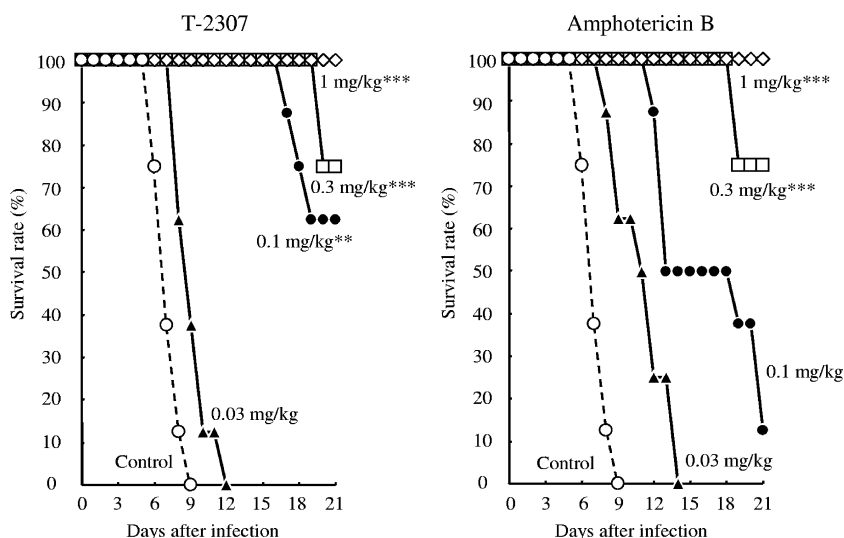 T-2307
100
90
80
70
60
50
40
30
20
10
0
Survival rate (%)
1 mg/kg***
0.3 mg/kg***
0.1 mg/kg**
0.03 mg/kg
Control
0 3 6 9 12 15 18 21
Days after infection
Amphotericin B
100
90
80
70
60
50
40
30
20
10
0
Survival rate (%)
1 mg/kg***
0.3 mg/kg***
0.1 mg/kg
0.03 mg/kg
Control
0 3 6 9 12 15 18 21
Days after infection